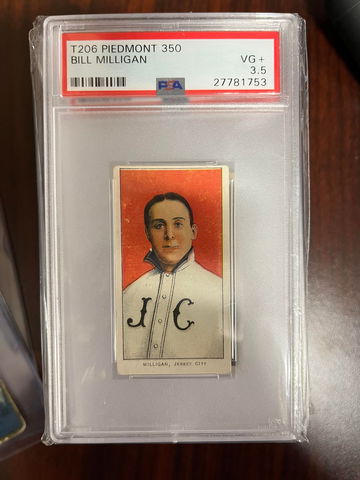 T206 PIEDMONT 350
BILL MILLIGAN
VG +
3.5
PSA
27781753
J C
MILLIGAN, JERSEY CITY